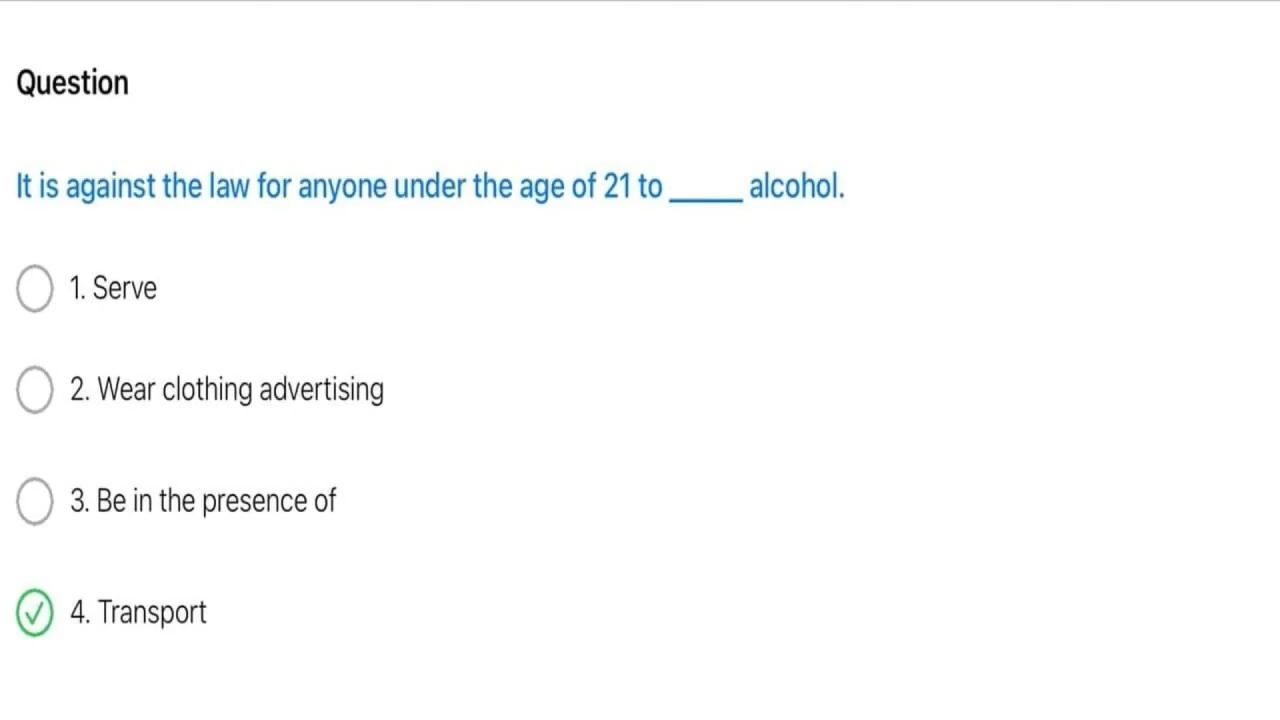 Question
It is against the law for anyone under the age of 21 to _____ alcohol.
1. Serve
2. Wear clothing advertising
3. Be in the presence of
4. Transport